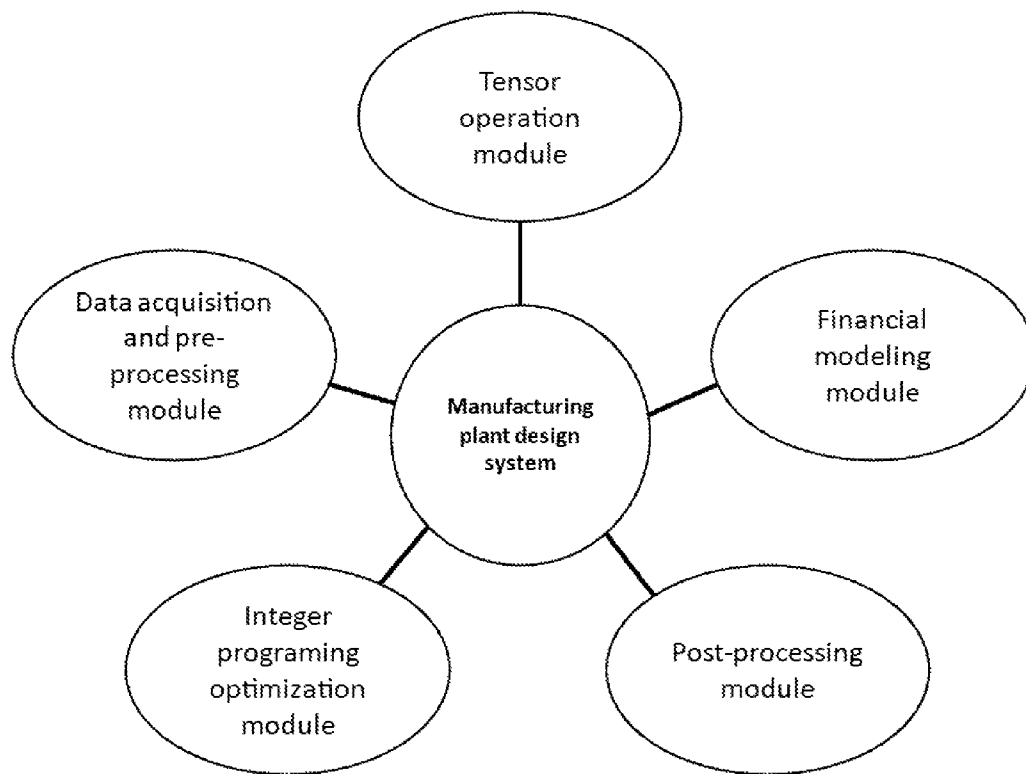 Tensor
operation
module
Data acquisition
and pre-
processing
module
Financial
modeling
module
Manufacturing
plant design
system
Integer
programing
optimization
module
Post-processing
module